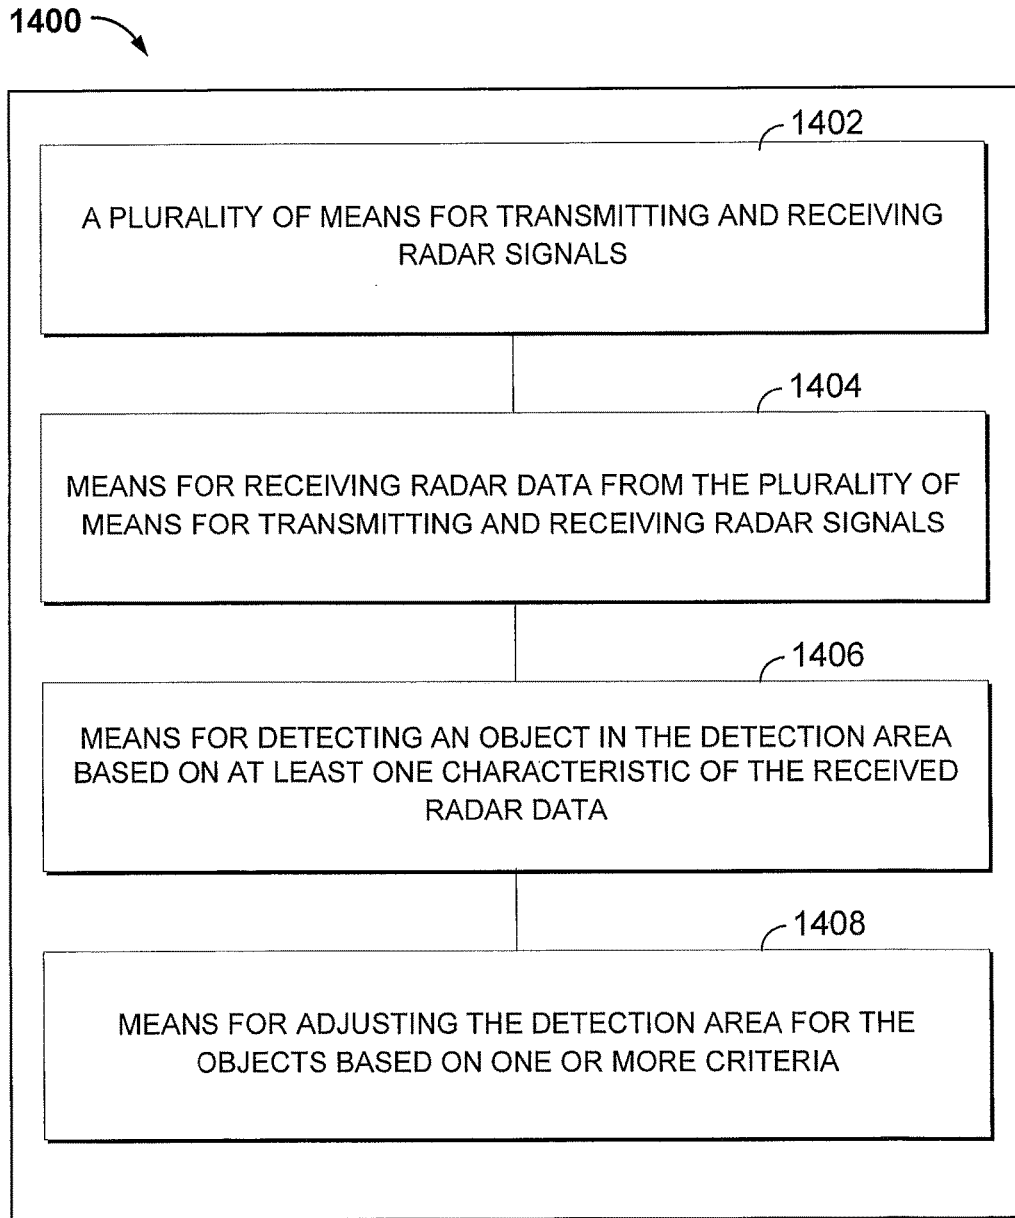 1400
1402
A PLURALITY OF MEANS FOR TRANSMITTING AND RECEIVING
RADAR SIGNALS
1404
MEANS FOR RECEIVING RADAR DATA FROM THE PLURALITY OF
MEANS FOR TRANSMITTING AND RECEIVING RADAR SIGNALS
1406
MEANS FOR DETECTING AN OBJECT IN THE DETECTION AREA
BASED ON AT LEAST ONE CHARACTERISTIC OF THE RECEIVED
RADAR DATA
1408
MEANS FOR ADJUSTING THE DETECTION AREA FOR THE
OBJECTS BASED ON ONE OR MORE CRITERIA